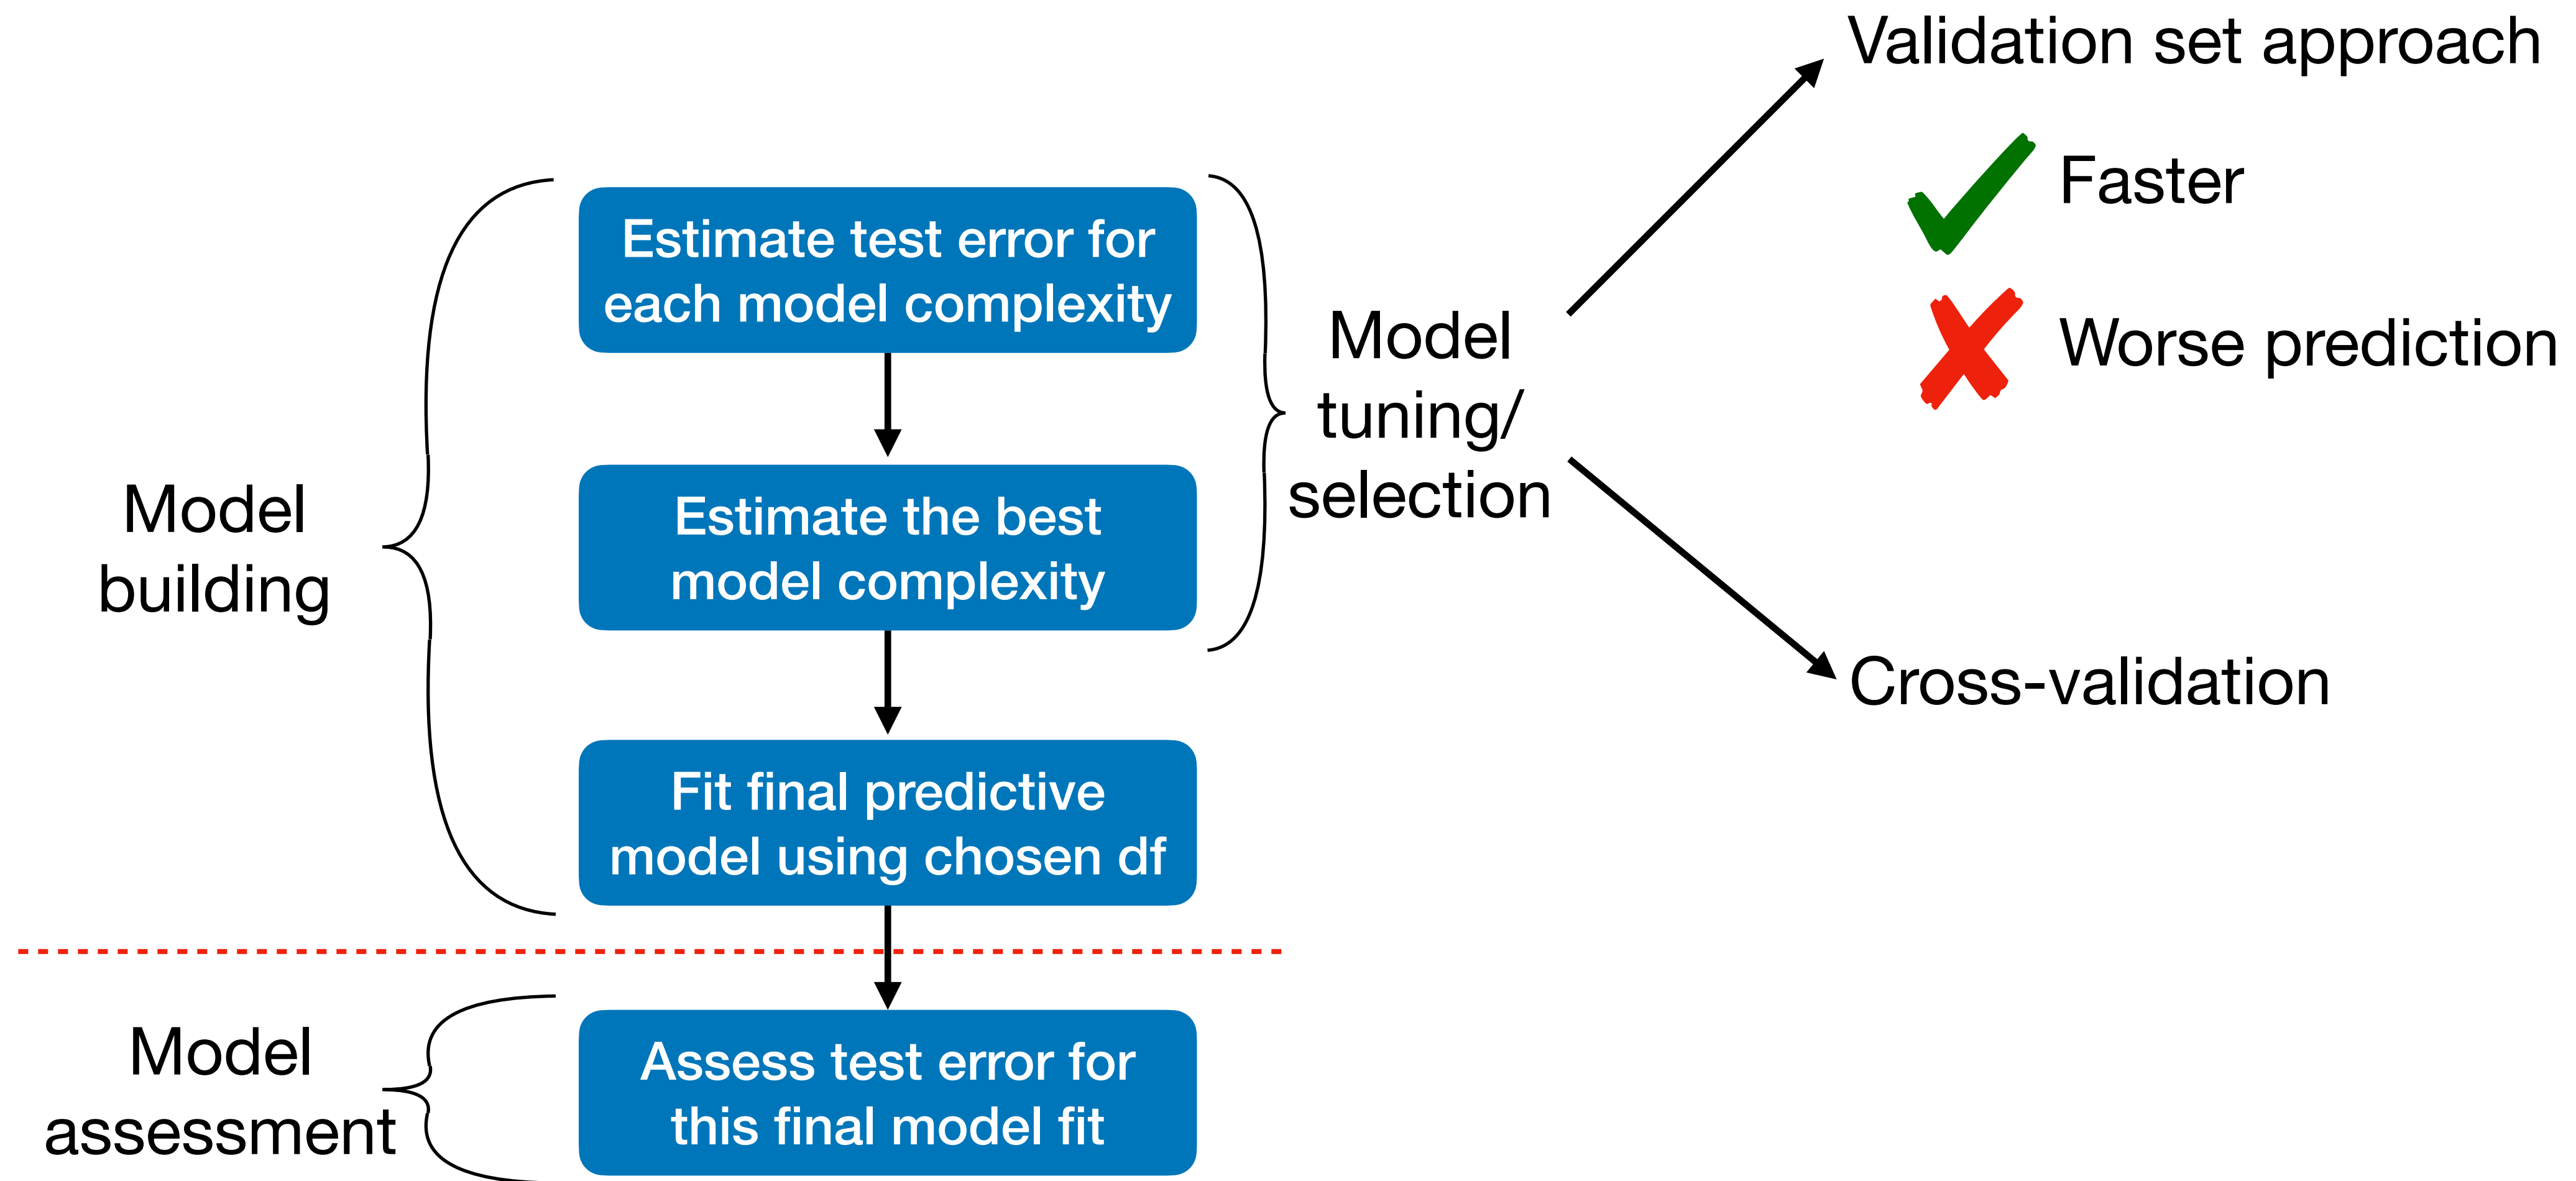 Validation set approach
Faster
Worse prediction
Estimate test error for
each model complexity
Model
tuning/
selection
Estimate the best
model complexity
Model
building
Cross-validation
Fit final predictive
model using chosen df
Model
assessment
Assess test error for
this final model fit